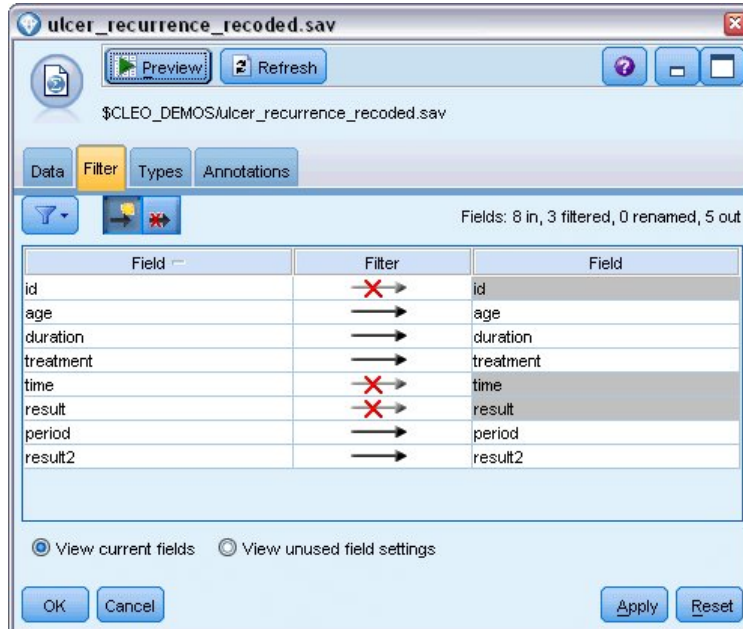 ulcer_recurrence_recoded.sav
Preview Refresh
$CLEO_DEMOS/ulcer_recurrence_recoded.sav
Data Filter Types Annotations
Fields: 8 in, 3 filtered, 0 renamed, 5 out
Field Filter Field
id id
age age
duration duration
treatment treatment
time time
result result
period period
result2 result2
View current fields View unused field settings
OK Cancel Apply Reset